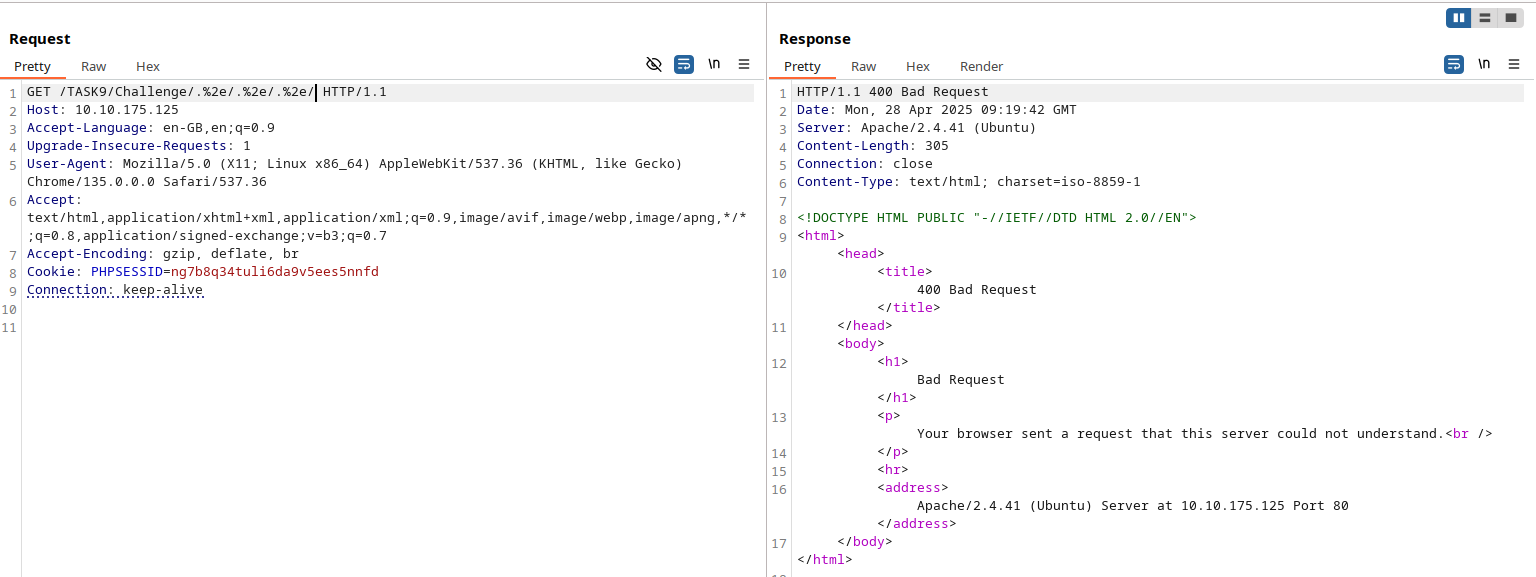 Request
Pretty Raw Hex \n
1 GET /TASK9/Challenge/.%2e/.%2e/.%2e/ HTTP/1.1
2 Host: 10.10.175.125
3 Accept-Language: en-GB,en;q=0.9
4 Upgrade-Insecure-Requests: 1
5 User-Agent: Mozilla/5.0 (X11; Linux x86_64) AppleWebKit/537.36 (KHTML, like Gecko)
Chrome/135.0.0.0 Safari/537.36
6 Accept:
text/html,application/xhtml+xml,application/xml;q=0.9,image/avif,image/webp,image/apng,*/*
;q=0.8,application/signed-exchange;v=b3;q=0.7
7 Accept-Encoding: gzip, deflate, br
8 Cookie: PHPSESSID=ng7b8q34tuli6da9v5ees5nnfd
9 Connection: keep-alive
10
11
Response
Pretty Raw Hex Render \n
1 HTTP/1.1 400 Bad Request
2 Date: Mon, 28 Apr 2025 09:19:42 GMT
3 Server: Apache/2.4.41 (Ubuntu)
4 Content-Length: 305
5 Connection: close
6 Content-Type: text/html; charset=iso-8859-1
7
8 <!DOCTYPE HTML PUBLIC "-//IETF//DTD HTML 2.0//EN">
9 <html>
<head>
10 <title>
400 Bad Request
</title>
11 </head>
<body>
12 <h1>
Bad Request
</h1>
13 <p>
Your browser sent a request that this server could not understand.<br />
14 </p>
15 <hr>
16 <address>
Apache/2.4.41 (Ubuntu) Server at 10.10.175.125 Port 80
</address>
17 </body>
</html>